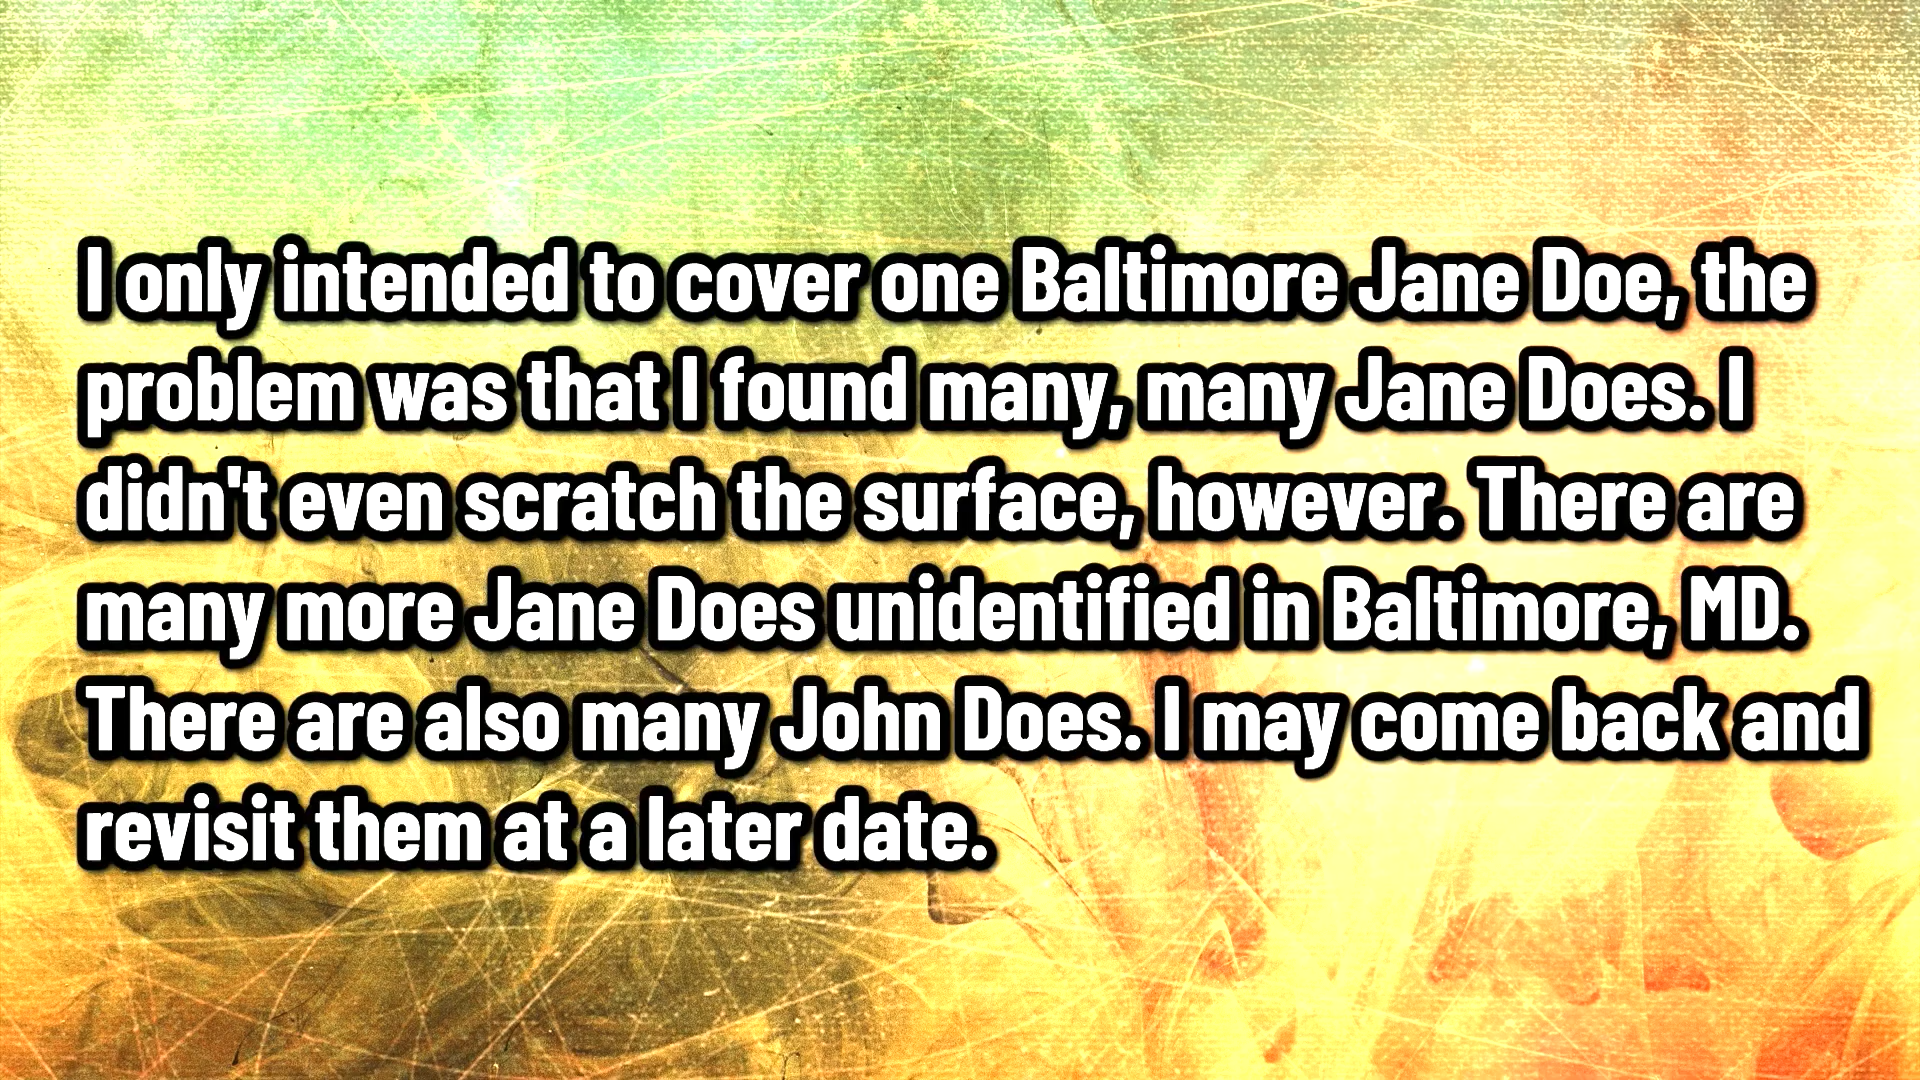 I only intended to cover one Baltimore Jane Doe, the
problem was that I found many, many Jane Does. I
didn't even scratch the surface, however. There are
many more Jane Does unidentified in Baltimore, MD.
There are also many John Does. I may come back and
revisit them at a later date.